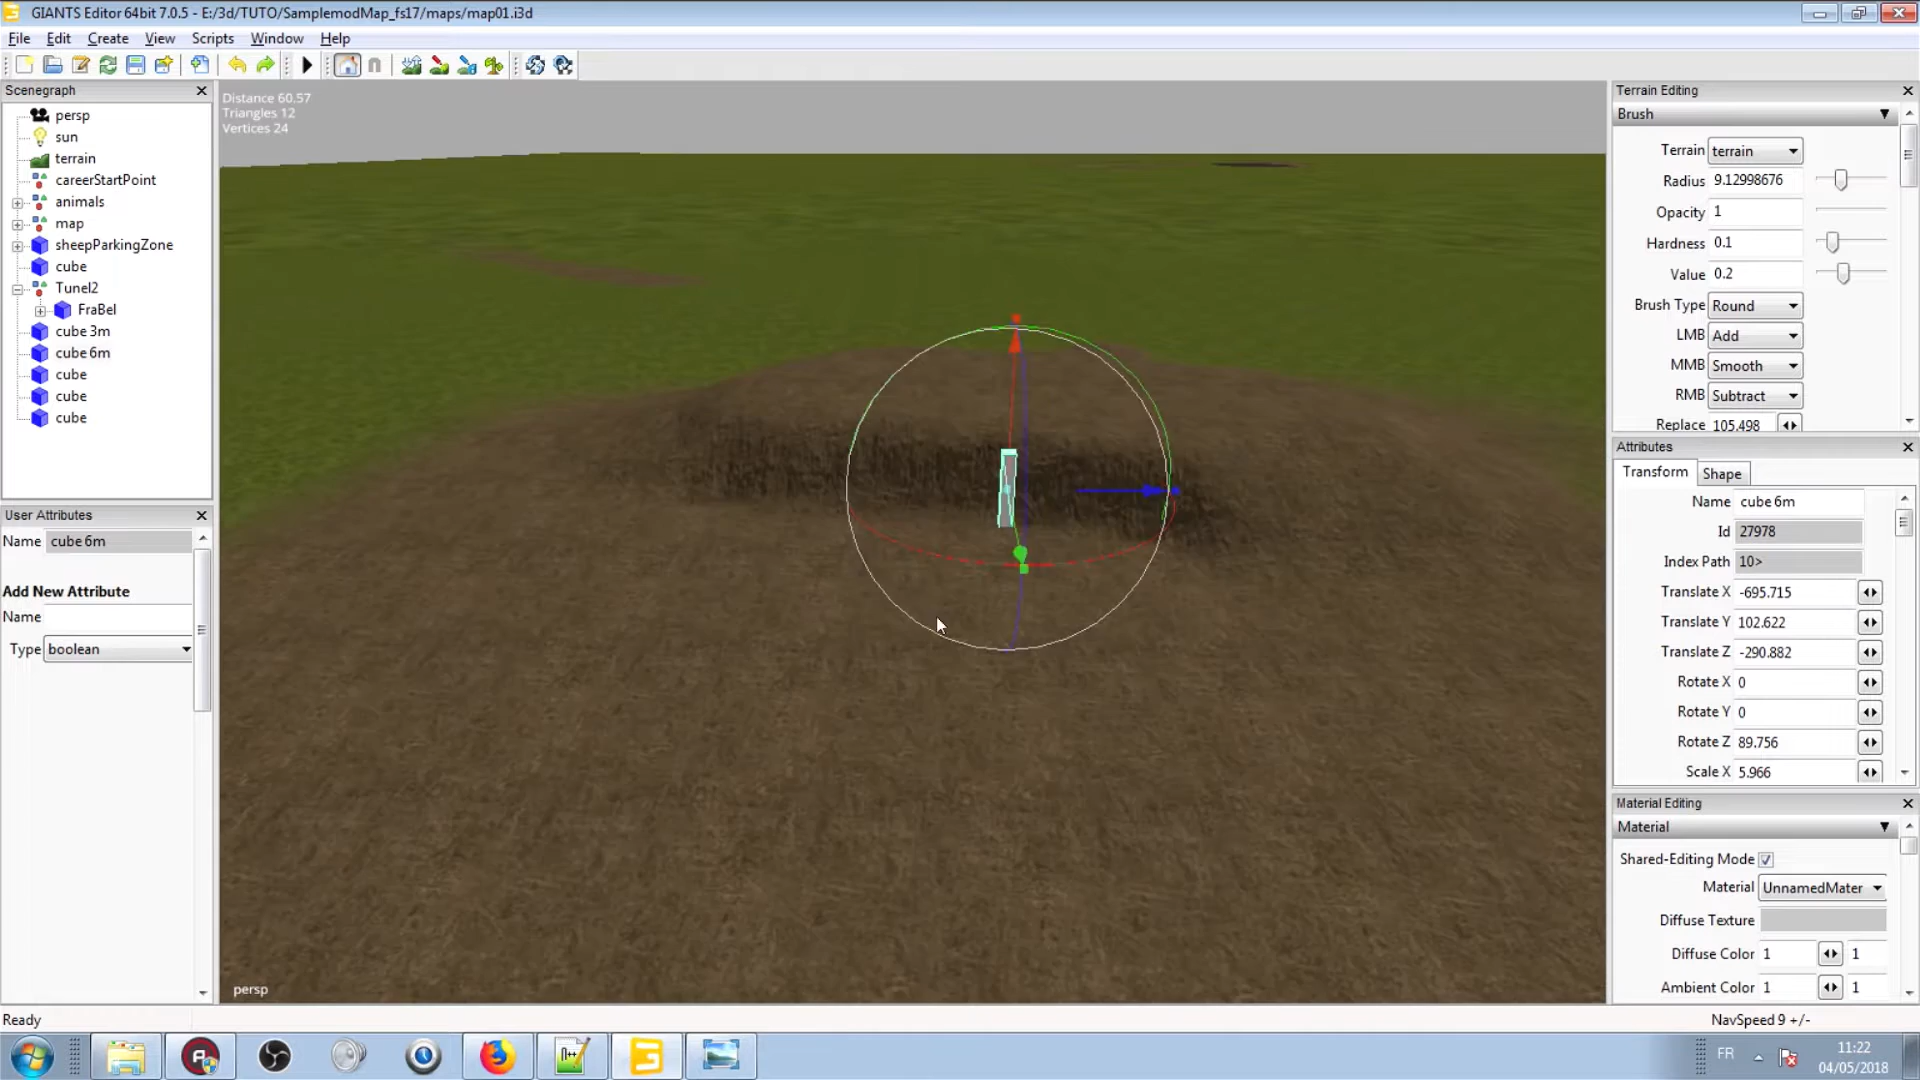 GIANTS Editor 64bit 7.0.5 - E:/3d/TUTO/SamplemodMap_fs17/maps/map01.i3d
File Edit Create View Scripts Window Help
Scenegraph
persp
sun
terrain
careerStartPoint
animals
map
sheepParkingZone
cube
Tunel2
FraBel
cube 3m
cube 6m
cube
cube
cube
User Attributes
Name cube 6m
Add New Attribute
Name
Type boolean
Distance 60.57
Triangles 12
Vertices 24
persp
Terrain Editing
Brush
Terrain terrain
Radius 9.12998676
Opacity 1
Hardness 0.1
Value 0.2
Brush Type Round
LMB Add
MMB Smooth
RMB Subtract
Replace 105.498
Attributes
Transform Shape
Name cube 6m
Id 27978
Index Path 10>
Translate X -695.715
Translate Y 102.622
Translate Z -290.882
Rotate X 0
Rotate Y 0
Rotate Z 89.756
Scale X 5.966
Material Editing
Material
Shared-Editing Mode
Material UnnamedMater
Diffuse Texture
Diffuse Color 1 1
Ambient Color 1 1
Ready
NavSpeed 9 +/-
FR
11:22
04/05/2018